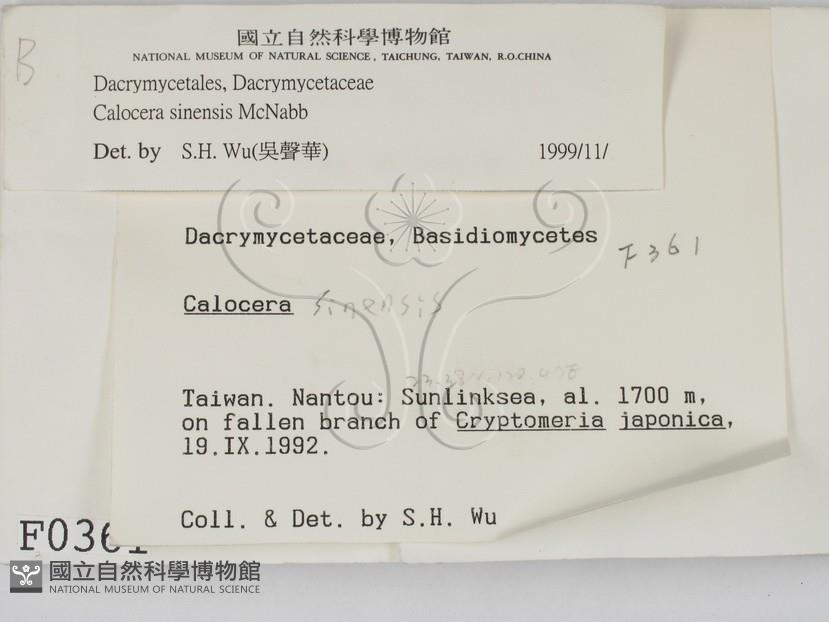 B
國立自然科學博物館
NATIONAL MUSEUM OF NATURAL SCIENCE, TAICHUNG, TAIWAN, R.O.CHINA
Dacrymycetales, Dacrymycetaceae
Calocera sinensis McNabb
Det. by S.H. Wu(吳聲華) 1999/11/
Dacrymycetaceae, Basidiomycetes
F361
Calocera sinensis
Taiwan. Nantou: Sunlinksea, al. 1700 m,
on fallen branch of Cryptomeria japonica,
19.IX.1992.
Coll. & Det. by S.H. Wu
F0361
國立自然科學博物館
NATIONAL MUSEUM OF NATURAL SCIENCE